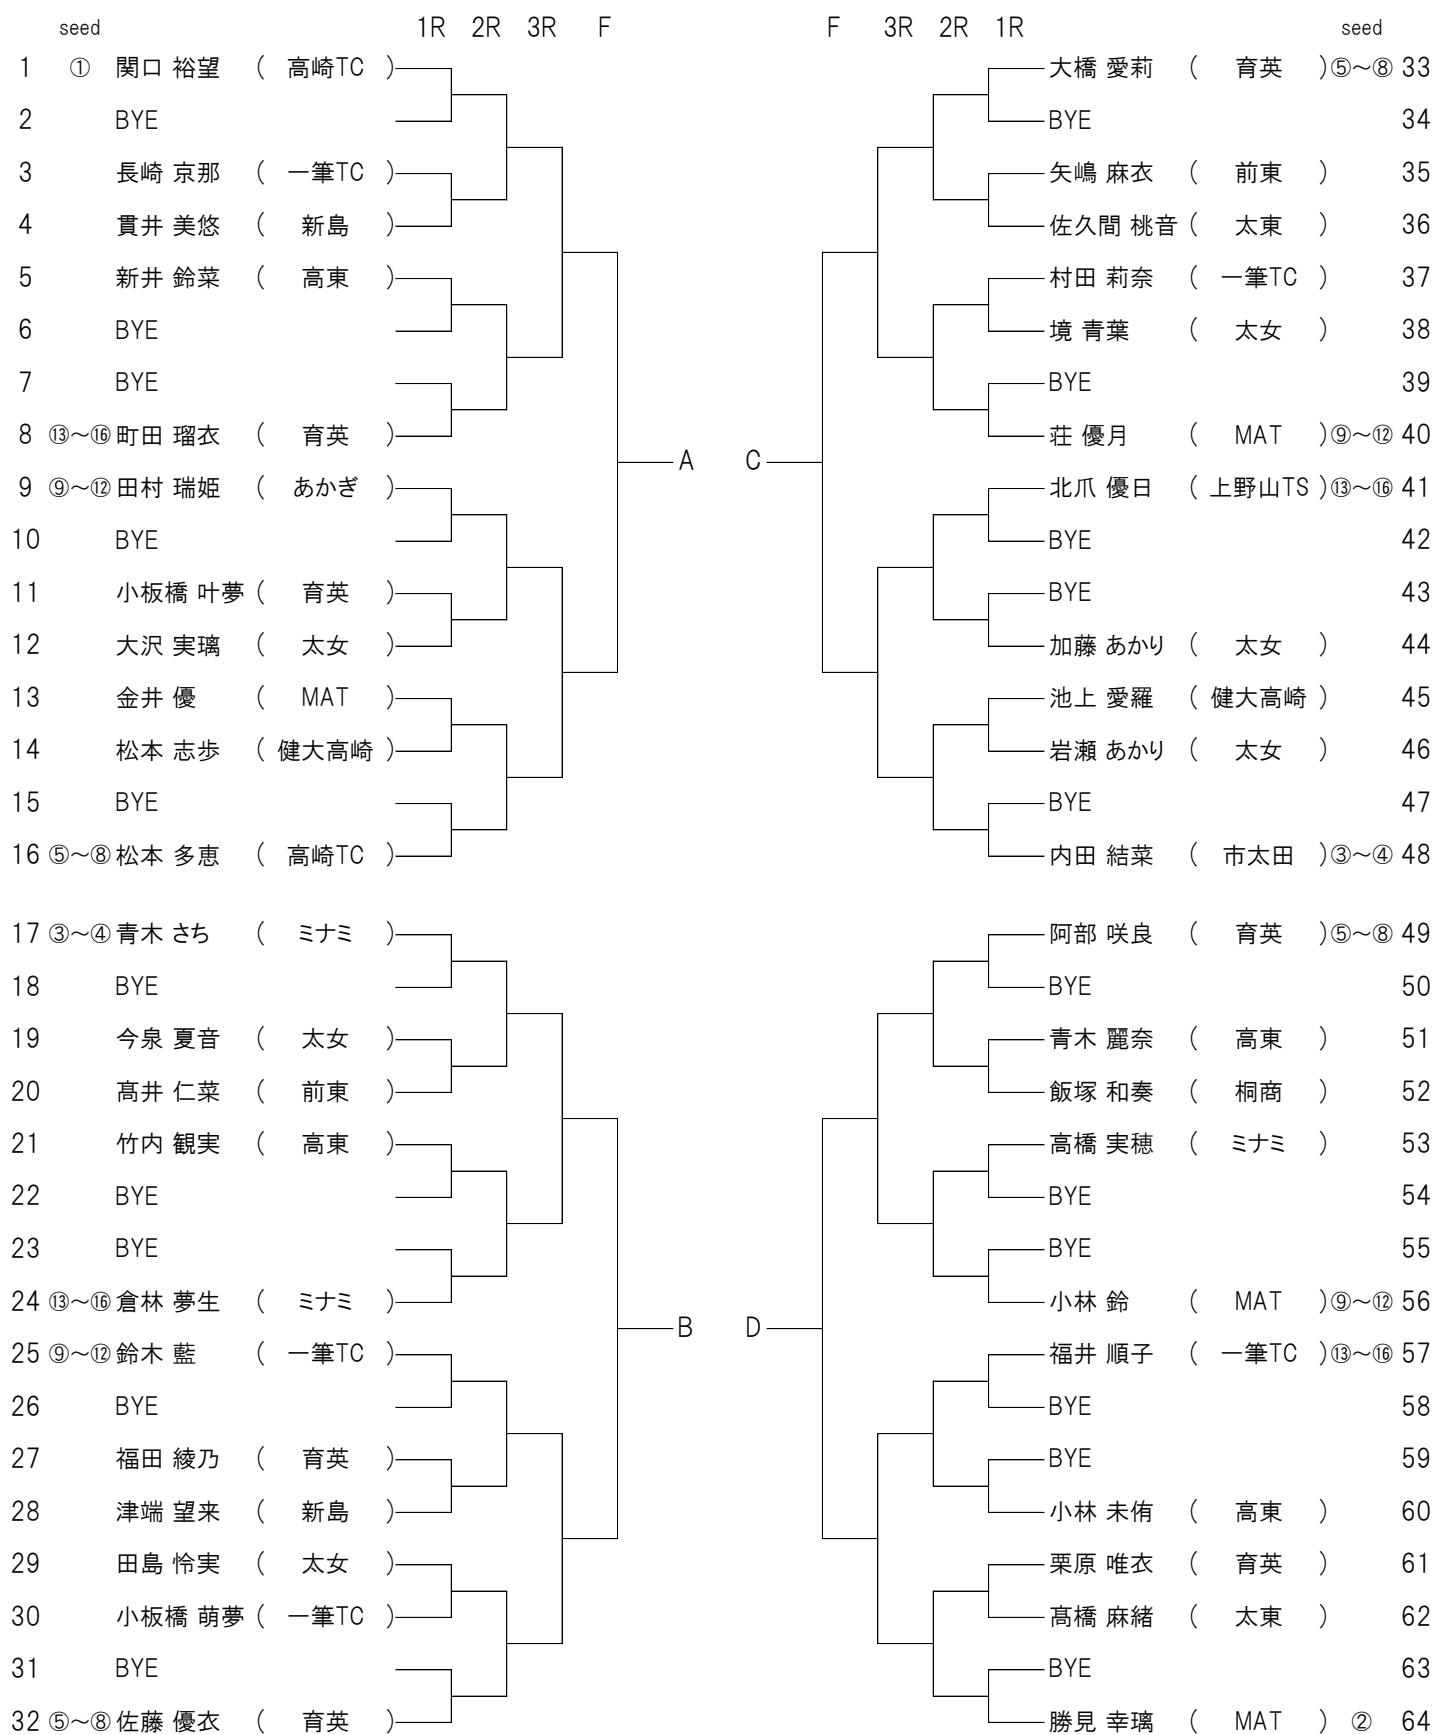 seed 1R 2R 3R F F 3R 2R 1R seed
1 ① 関口 裕望 ( 高崎TC ) 大橋 愛莉 ( 育英 ) ⑤～⑧ 33
2 BYE BYE 34
3 長崎 京那 ( 一筆TC ) 矢嶋 麻衣 ( 前東 ) 35
4 貫井 美悠 ( 新島 ) 佐久間 桃音 ( 太東 ) 36
5 新井 鈴菜 ( 高東 ) 村田 莉奈 ( 一筆TC ) 37
6 BYE 境 青葉 ( 太女 ) 38
7 BYE BYE 39
8 ⑬～⑯ 町田 瑠衣 ( 育英 ) 荘 優月 ( MAT ) ⑨～⑫ 40
A C
9 ⑨～⑫ 田村 瑞姫 ( あかぎ ) 北爪 優日 ( 上野山TS ) ⑬～⑯ 41
10 BYE BYE 42
11 小板橋 叶夢 ( 育英 ) BYE 43
12 大沢 実璃 ( 太女 ) 加藤 あかり ( 太女 ) 44
13 金井 優 ( MAT ) 池上 愛羅 ( 健大高崎 ) 45
14 松本 志歩 ( 健大高崎 ) 岩瀬 あかり ( 太女 ) 46
15 BYE BYE 47
16 ⑤～⑧ 松本 多恵 ( 高崎TC ) 内田 結菜 ( 市太田 ) ③～④ 48
17 ③～④ 青木 さち ( ミナミ ) 阿部 咲良 ( 育英 ) ⑤～⑧ 49
18 BYE BYE 50
19 今泉 夏音 ( 太女 ) 青木 麗奈 ( 高東 ) 51
20 髙井 仁菜 ( 前東 ) 飯塚 和奏 ( 桐商 ) 52
21 竹内 観実 ( 高東 ) 高橋 実穂 ( ミナミ ) 53
22 BYE BYE 54
23 BYE BYE 55
24 ⑬～⑯ 倉林 夢生 ( ミナミ ) 小林 鈴 ( MAT ) ⑨～⑫ 56
B D
25 ⑨～⑫ 鈴木 藍 ( 一筆TC ) 福井 順子 ( 一筆TC ) ⑬～⑯ 57
26 BYE BYE 58
27 福田 綾乃 ( 育英 ) BYE 59
28 津端 望来 ( 新島 ) 小林 未侑 ( 高東 ) 60
29 田島 怜実 ( 太女 ) 栗原 唯衣 ( 育英 ) 61
30 小板橋 萌夢 ( 一筆TC ) 髙橋 麻緒 ( 太東 ) 62
31 BYE BYE 63
32 ⑤～⑧ 佐藤 優衣 ( 育英 ) 勝見 幸璃 ( MAT ) ② 64